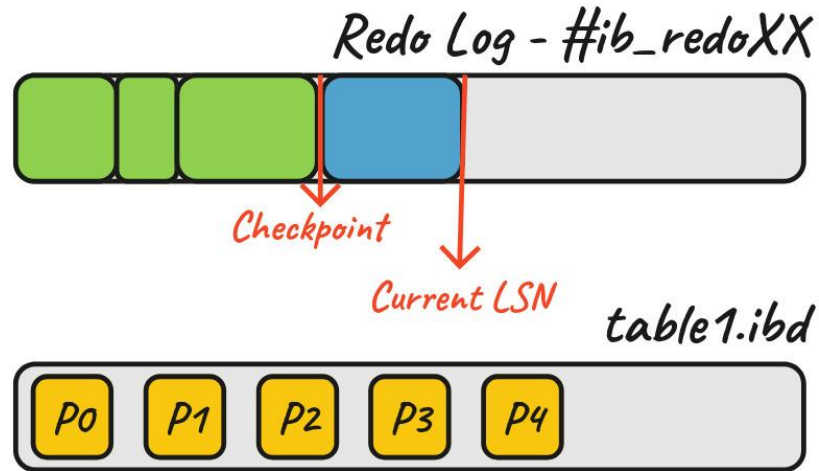 Redo Log - #ib_redoXX
Checkpoint
Current LSN
table1.ibd
P0 P1 P2 P3 P4